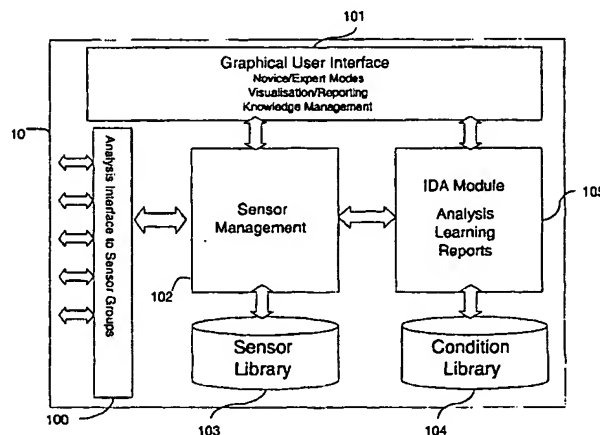 101
Graphical User Interface
Novice/Expert Modes
Visualisation/Reporting
Knowledge Management
10
Analysis Interface to Sensor Groups
Sensor
Management
102
IDA Module
Analysis
Learning
Reports
105
Sensor
Library
Condition
Library
100
103
104